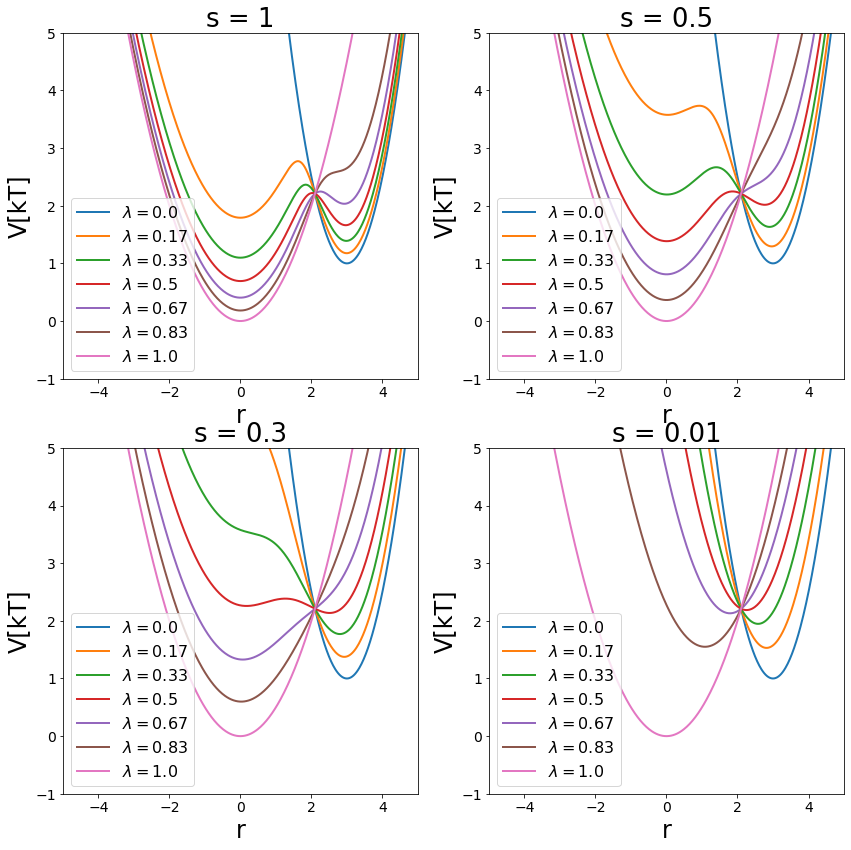 s = 1
V[kT]
5
4
3
2
1
0
−1
λ = 0.0
λ = 0.17
λ = 0.33
λ = 0.5
λ = 0.67
λ = 0.83
λ = 1.0
−4 −2 0 2 4
r
s = 0.5
V[kT]
5
4
3
2
1
0
−1
λ = 0.0
λ = 0.17
λ = 0.33
λ = 0.5
λ = 0.67
λ = 0.83
λ = 1.0
−4 −2 0 2 4
r
s = 0.3
V[kT]
5
4
3
2
1
0
−1
λ = 0.0
λ = 0.17
λ = 0.33
λ = 0.5
λ = 0.67
λ = 0.83
λ = 1.0
−4 −2 0 2 4
r
s = 0.01
V[kT]
5
4
3
2
1
0
−1
λ = 0.0
λ = 0.17
λ = 0.33
λ = 0.5
λ = 0.67
λ = 0.83
λ = 1.0
−4 −2 0 2 4
r